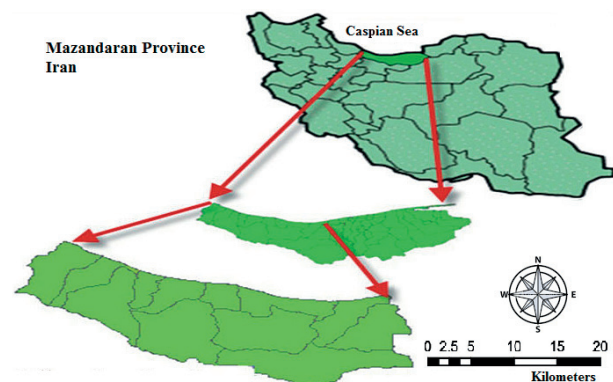 Caspian Sea
Mazandaran Province
Iran
N
W E
S
0 2.5 5 10 15 20
Kilometers